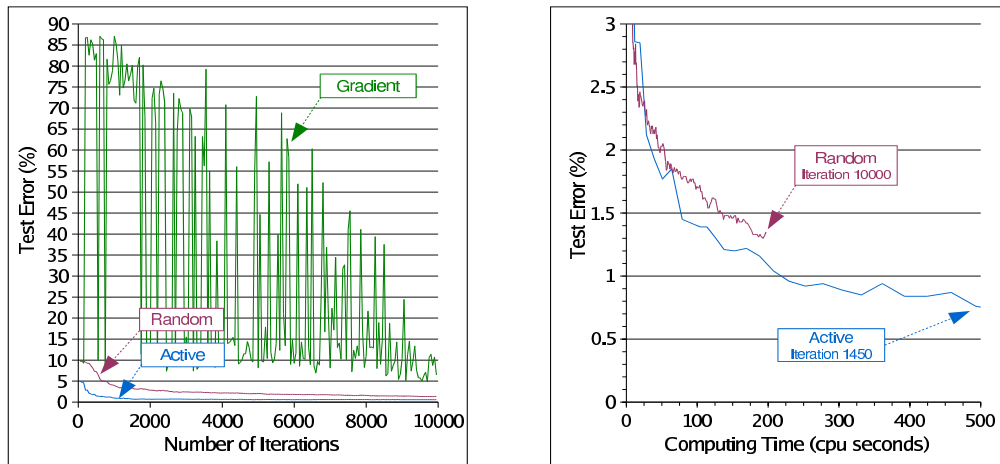 90
85
80
75
70
65
60
55
50
45
40
35
30
25
20
15
10
5
0
Test Error (%)
Gradient
Random
Active
0 2000 4000 6000 8000 10000
Number of Iterations
3
2.5
2
1.5
1
0.5
0
Test Error (%)
Random
Iteration 10000
Active
Iteration 1450
0 100 200 300 400 500
Computing Time (cpu seconds)